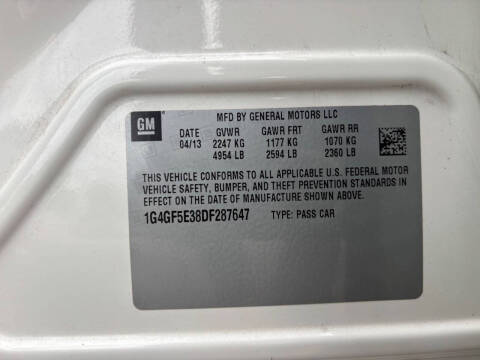 GM
MFD BY GENERAL MOTORS LLC
DATE GVWR GAWR FRT GAWR RR
04/13 2247 KG 1177 KG 1070 KG
4954 LB 2594 LB 2360 LB
THIS VEHICLE CONFORMS TO ALL APPLICABLE U.S. FEDERAL MOTOR
VEHICLE SAFETY, BUMPER, AND THEFT PREVENTION STANDARDS IN
EFFECT ON THE DATE OF MANUFACTURE SHOWN ABOVE.
1G4GF5E38DF287647 TYPE: PASS CAR